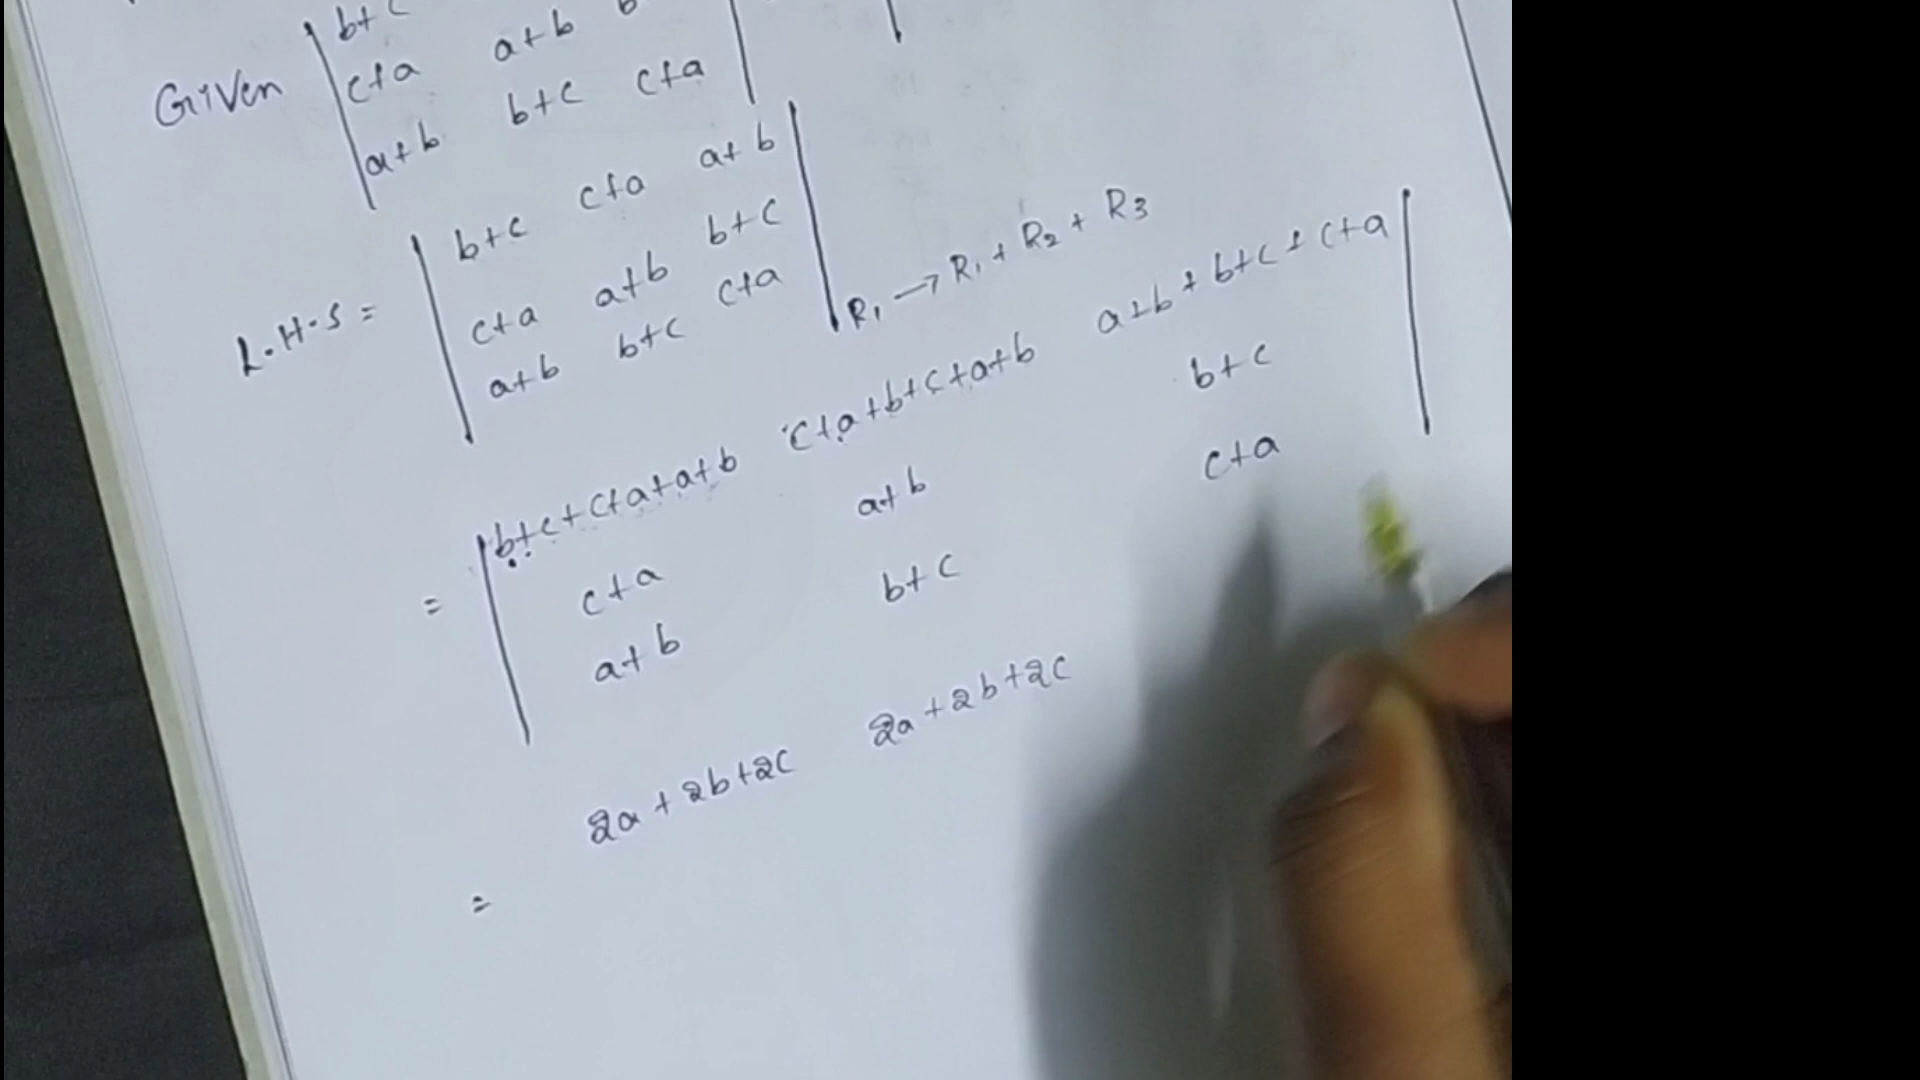 Given | b+c
c+a a+b b
a+b b+c c+a |
L.H.S = | b+c c+a a+b |
c+a a+b b+c
a+b b+c c+a
R₁ → R₁ + R₂ + R₃
= | b+c+c+a+a+b c+a+b+c+a+b a+b+b+c+c+a |
c+a a+b b+c
a+b b+c c+a
2a+2b+2c 2a+2b+2c
=